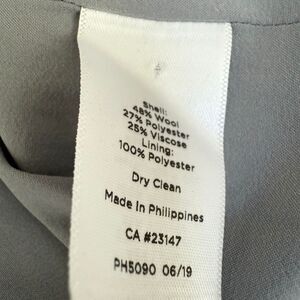 Shell:
48% Wool
27% Polyester
25% Viscose
Lining:
100% Polyester
Dry Clean
Made In Philippines
CA #23147
PH5090 06/19